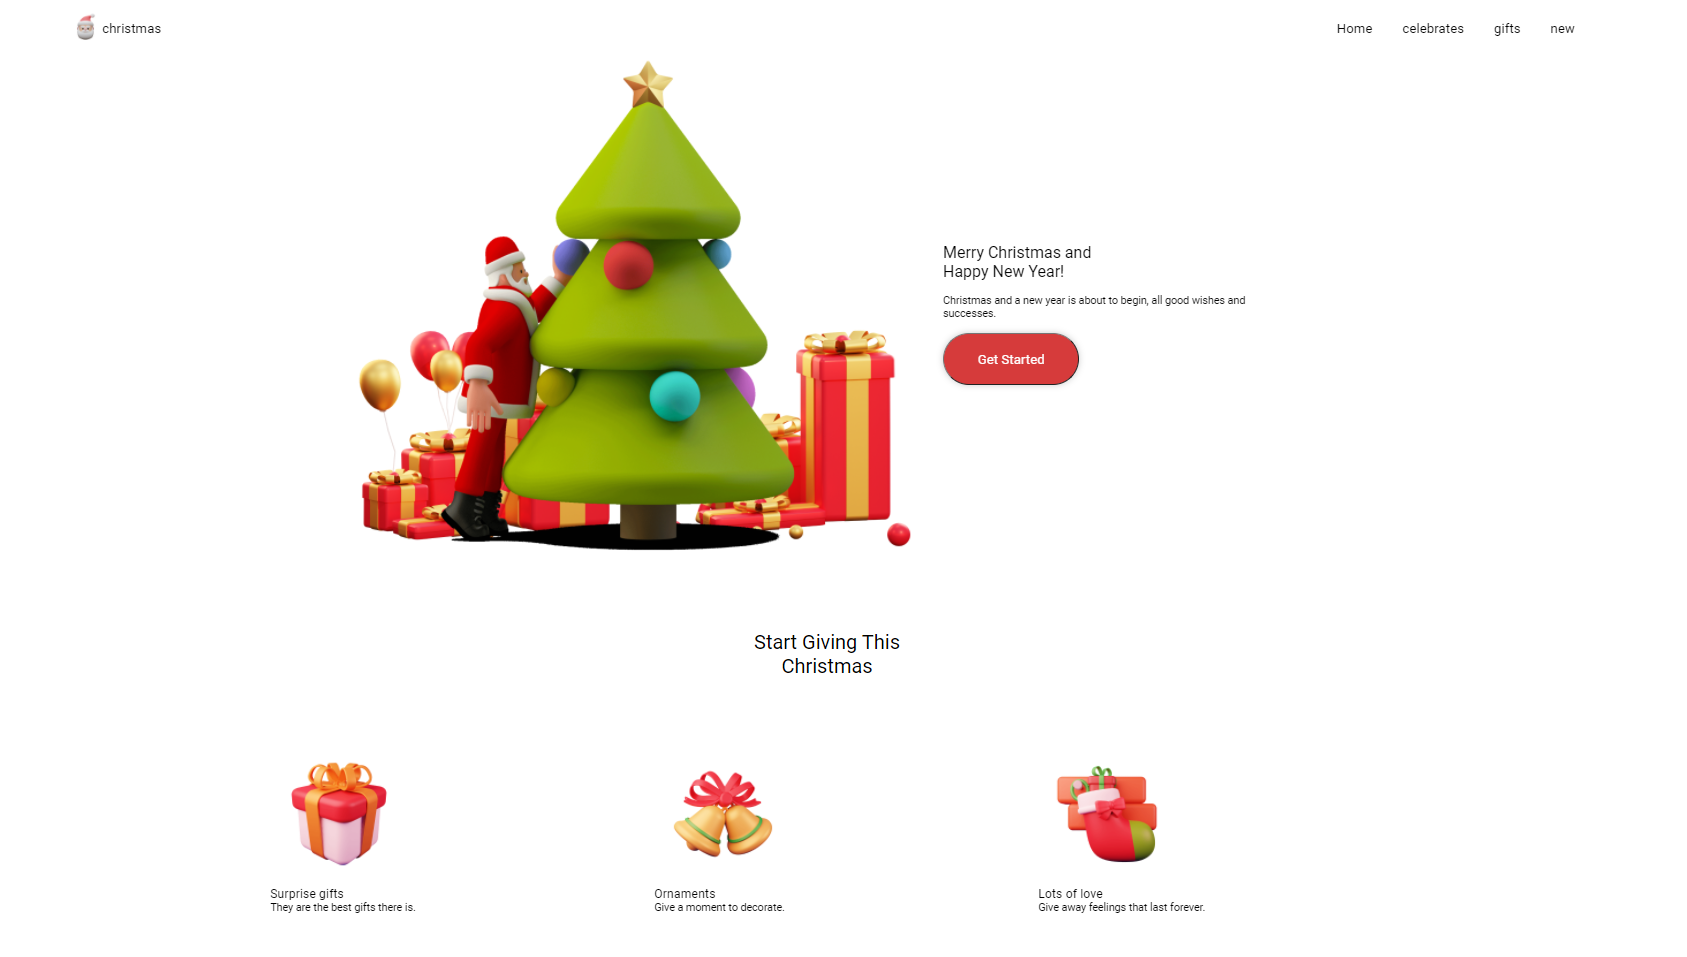 christmas
Home
celebrates
gifts
new
Merry Christmas and
Happy New Year!
Christmas and a new year is about to begin, all good wishes and
successes.
Get Started
Start Giving This
Christmas
Surprise gifts
They are the best gifts there is.
Ornaments
Give a moment to decorate.
Lots of love
Give away feelings that last forever.